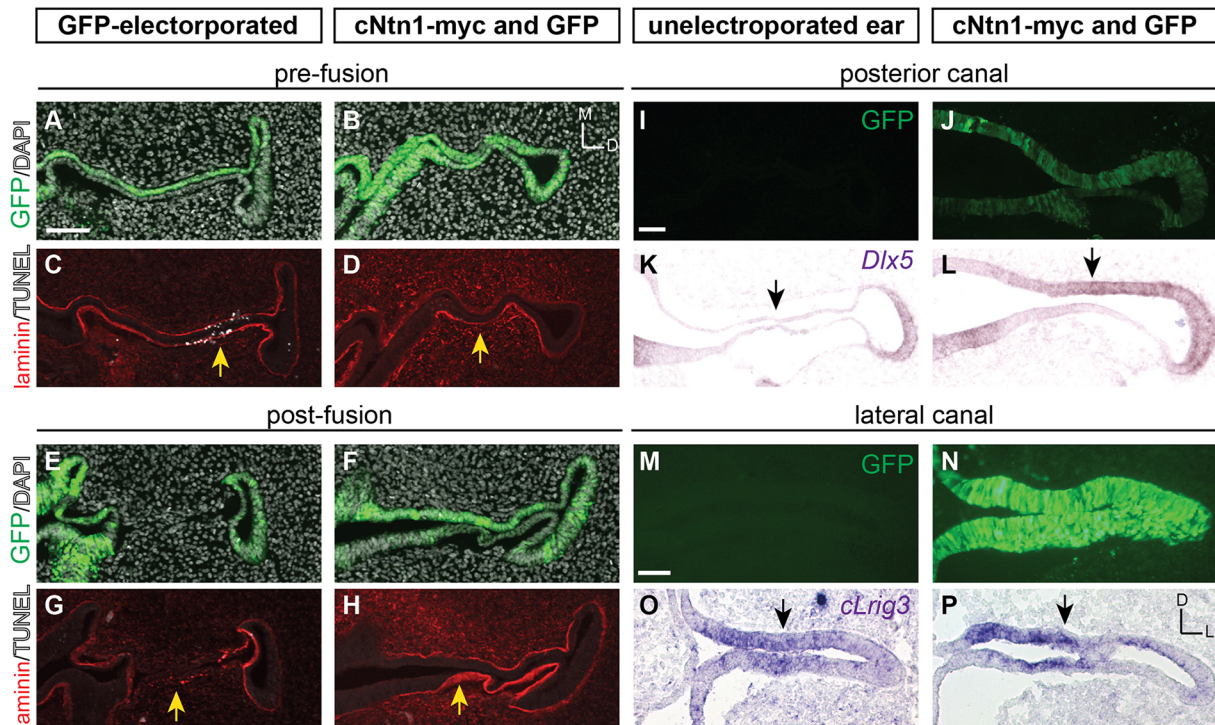 GFP-electorporated cNtn1-myc and GFP unelectroporated ear cNtn1-myc and GFP
pre-fusion posterior canal
GFP/DAPI A B M D I GFP J
laminin/TUNEL C D K Dlx5 L
post-fusion lateral canal
GFP/DAPI E F M GFP N
aminin/TUNEL G H O cLrig3 P D L